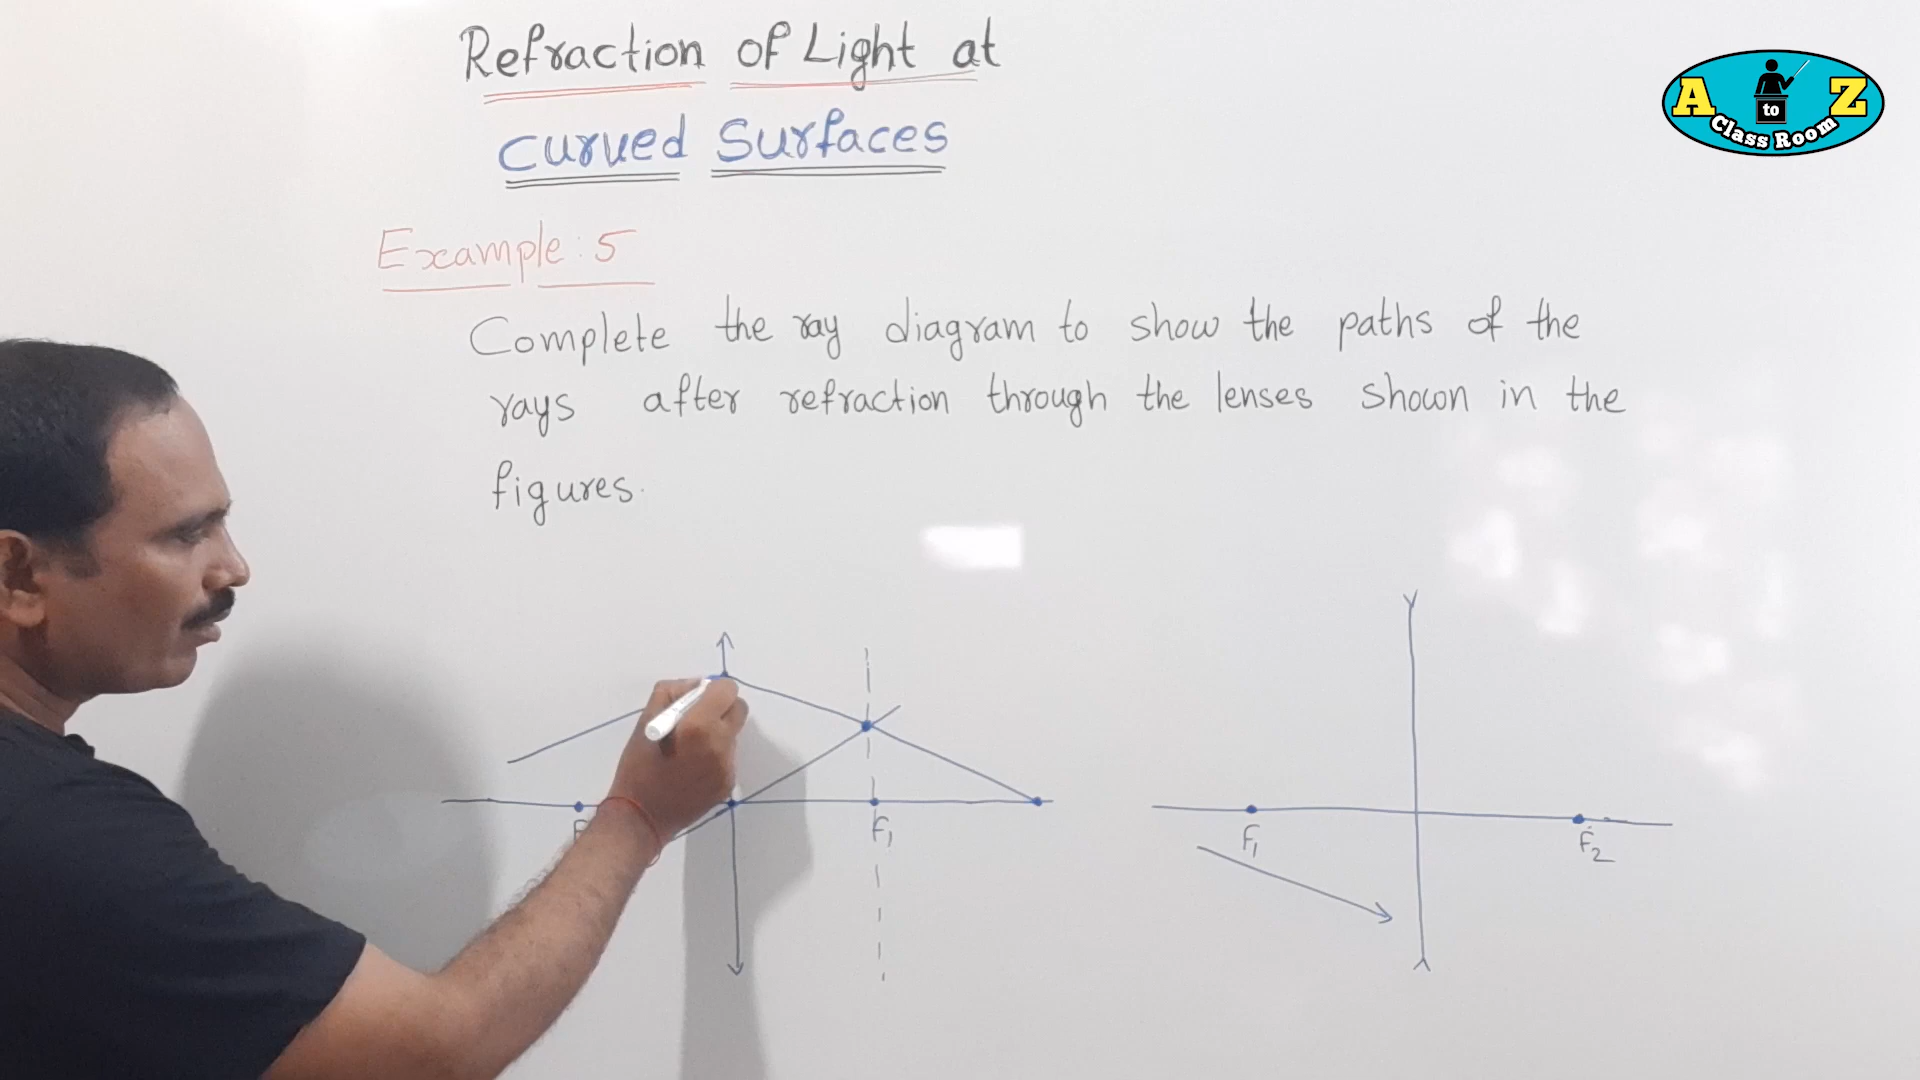 Refraction of Light at
curved Surfaces
Example: 5
Complete the ray diagram to show the paths of the
rays after refraction through the lenses shown in the
figures.
A to Z
Class Room
F
F1
F1
F2